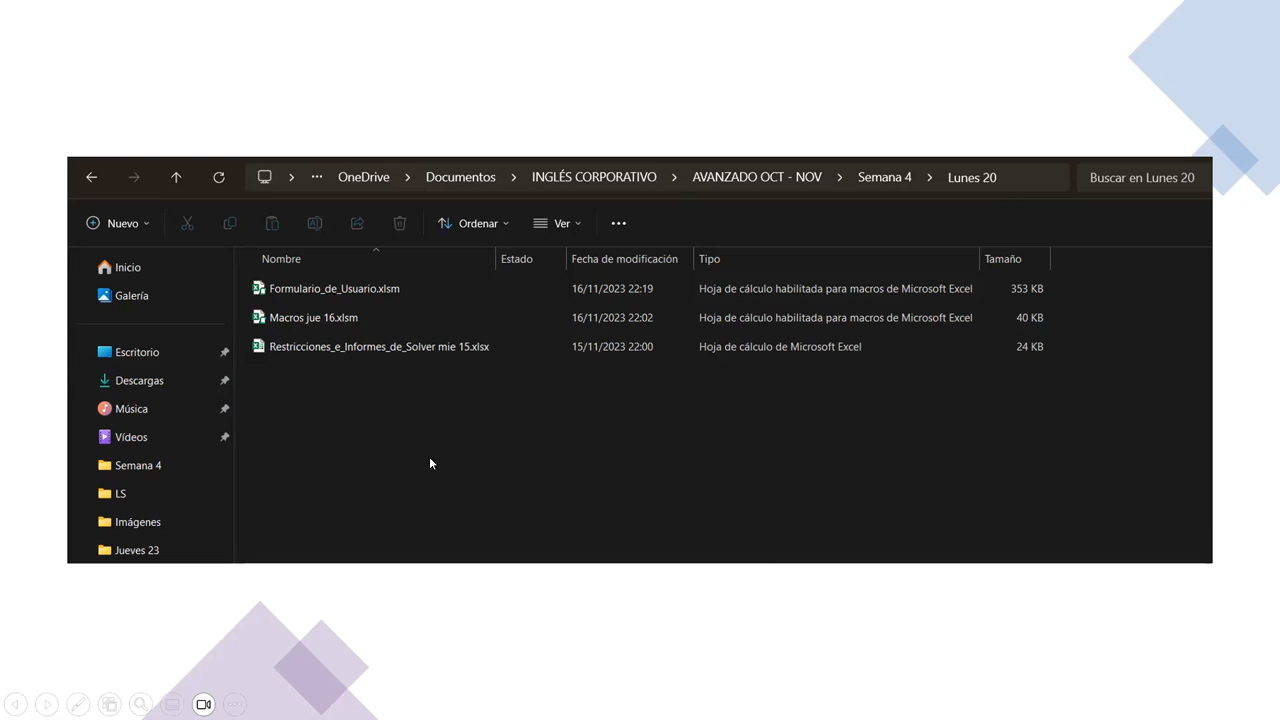 ··· OneDrive > Documentos > INGLÉS CORPORATIVO > AVANZADO OCT - NOV > Semana 4 > Lunes 20
Buscar en Lunes 20
Nuevo
Ordenar
Ver
···
Inicio
Galería
Escritorio
Descargas
Música
Vídeos
Semana 4
LS
Imágenes
Jueves 23
Nombre Estado Fecha de modificación Tipo Tamaño
Formulario_de_Usuario.xlsm 16/11/2023 22:19 Hoja de cálculo habilitada para macros de Microsoft Excel 353 KB
Macros jue 16.xlsm 16/11/2023 22:02 Hoja de cálculo habilitada para macros de Microsoft Excel 40 KB
Restricciones_e_Informes_de_Solver mie 15.xlsx 15/11/2023 22:00 Hoja de cálculo de Microsoft Excel 24 KB